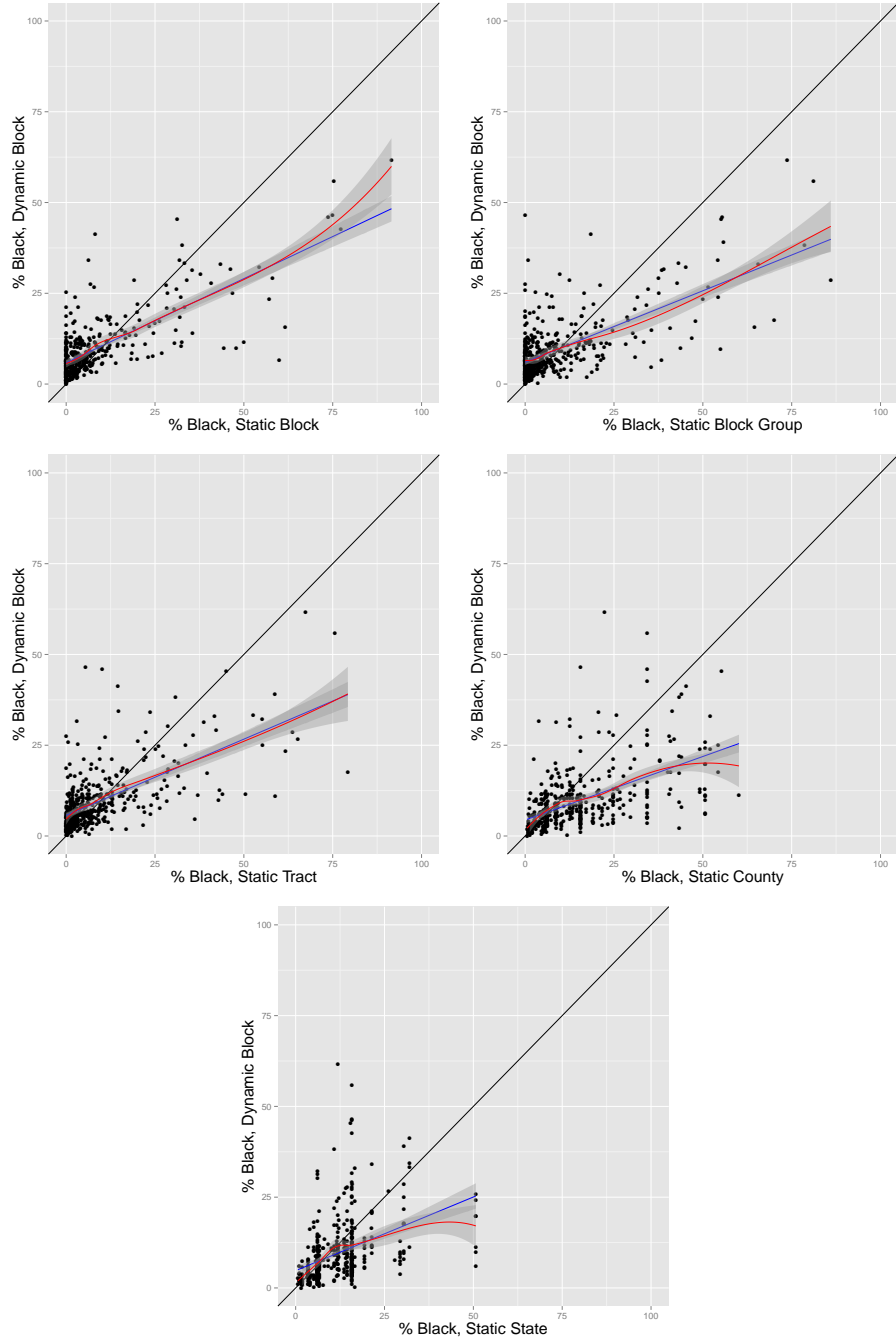 100
75
50
25
0
% Black, Dynamic Block
0 25 50 75 100
% Black, Static Block
100
75
50
25
0
% Black, Dynamic Block
0 25 50 75 100
% Black, Static Block Group
100
75
50
25
0
% Black, Dynamic Block
0 25 50 75 100
% Black, Static Tract
100
75
50
25
0
% Black, Dynamic Block
0 25 50 75 100
% Black, Static County
100
75
50
25
0
% Black, Dynamic Block
0 25 50 75 100
% Black, Static State